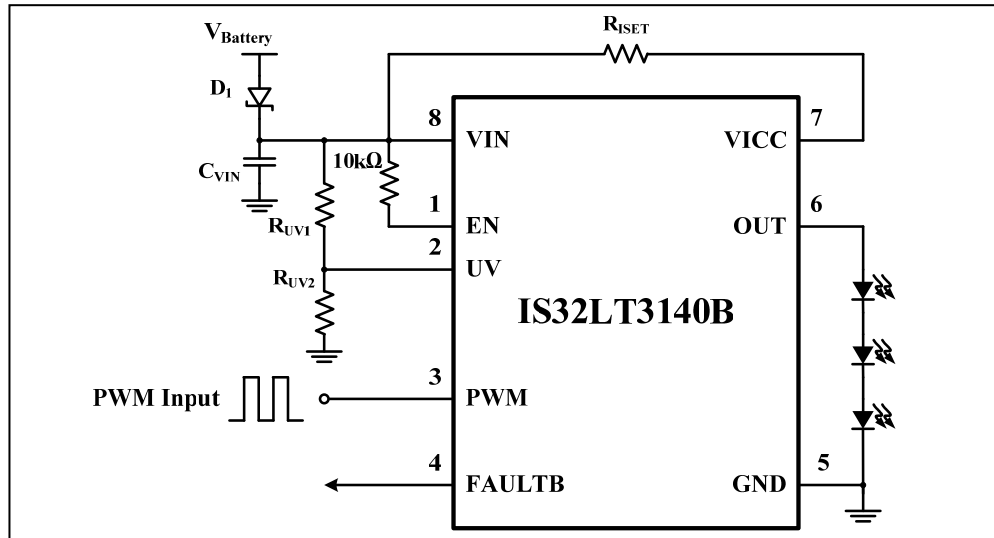 R_ISET
V_Battery
D₁
8
VIN
VICC
7
C_VIN
10kΩ
1
EN
OUT
6
R_UV1
2
UV
R_UV2
IS32LT3140B
PWM Input
3
PWM
4
FAULTB
GND
5